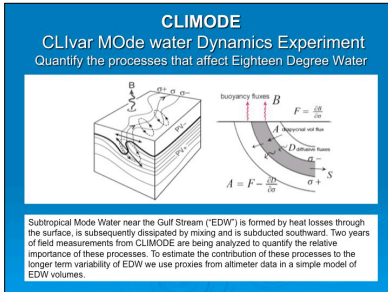 CLIMODE
CLIvar MOde water Dynamics Experiment
Quantify the processes that affect Eighteen Degree Water
B
σ+ σ σ−
PV−
PV+
buoyancy fluxes B F = ∂B/∂σ
A diapycnal vol flux
D diffusive fluxes
σ −
S
A = F − ∂D/∂σ
σ +
Subtropical Mode Water near the Gulf Stream ("EDW") is formed by heat losses through
the surface, is subsequently dissipated by mixing and is subducted southward. Two years
of field measurements from CLIMODE are being analyzed to quantify the relative
importance of these processes. To estimate the contribution of these processes to the
longer term variability of EDW we use proxies from altimeter data in a simple model of
EDW volumes.